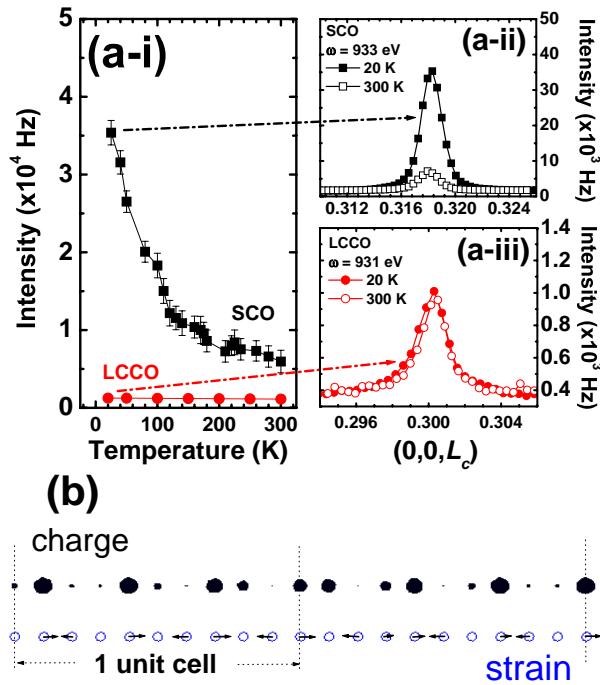 (a-i)
Intensity (x10⁴ Hz)
5
4
3
2
1
0
0 100 200 300
Temperature (K)
SCO
LCCO
(a-ii)
SCO
ω = 933 eV
20 K
300 K
50
40
30
20
10
0
Intensity (x10³ Hz)
0.312 0.316 0.320 0.324
(a-iii)
LCCO
ω = 931 eV
20 K
300 K
1.4
1.2
1.0
0.8
0.6
0.4
Intensity (x10³ Hz)
0.296 0.300 0.304
(0,0,L_c)
(b)
charge
1 unit cell
strain